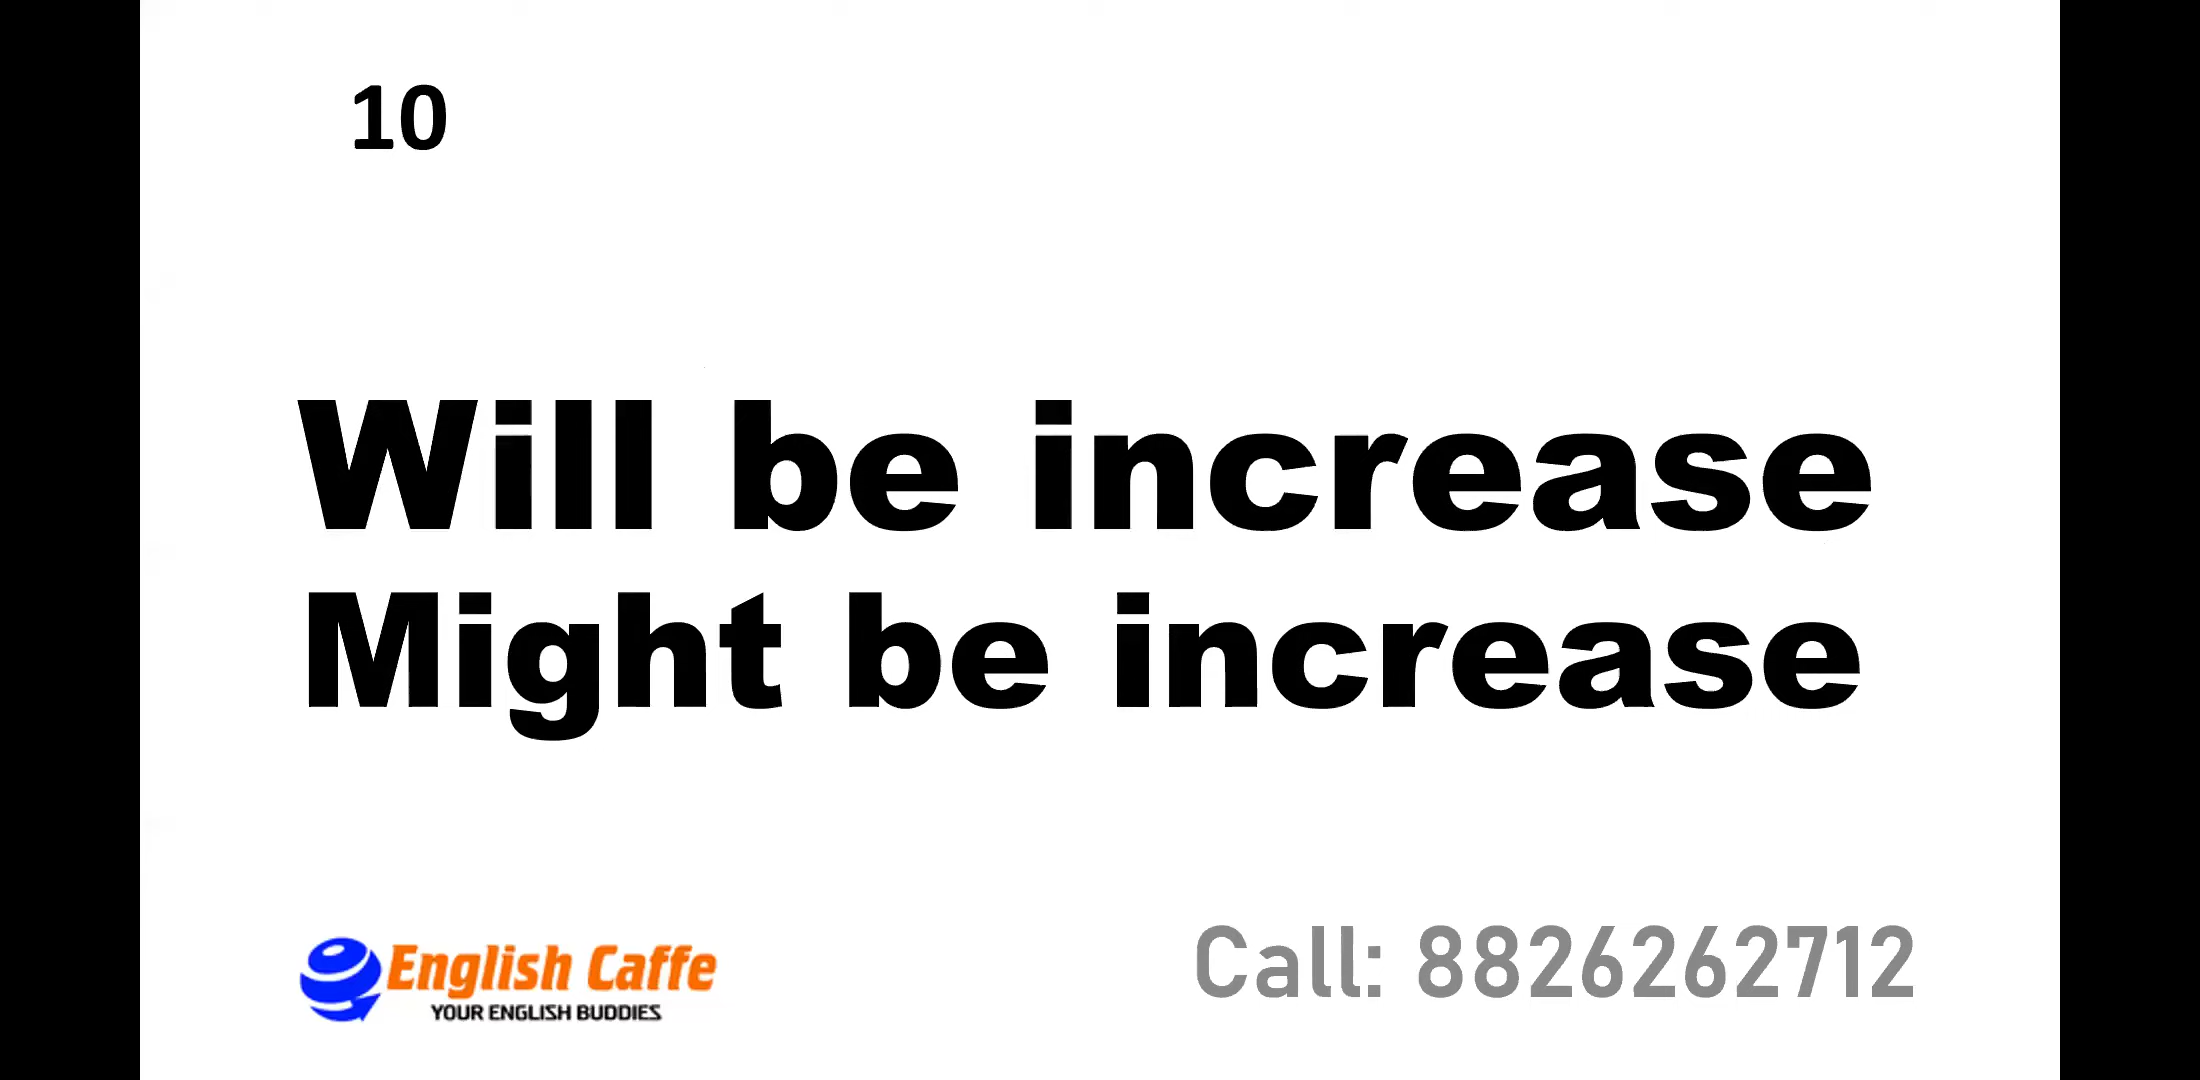 10
Will be increase
Might be increase
English Caffe
YOUR ENGLISH BUDDIES
Call: 8826262712